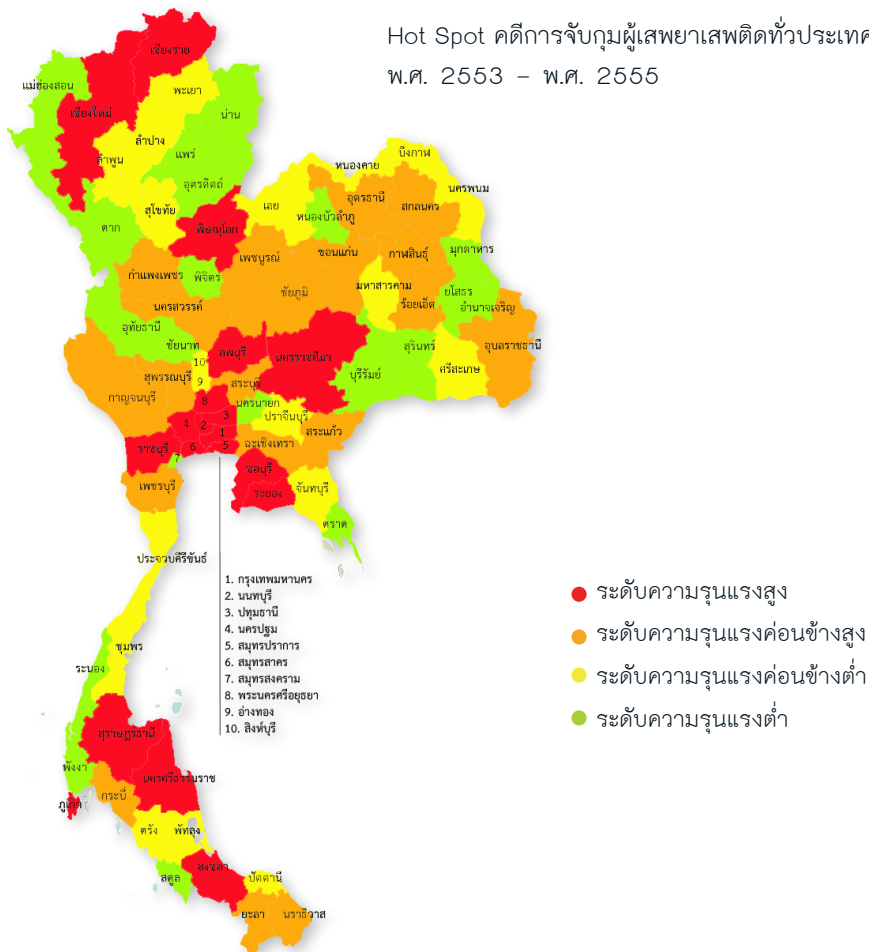 Hot Spot คดีการจับกุมผู้เสพยาเสพติดทั่วประเทศ
พ.ศ. 2553 – พ.ศ. 2555
เชียงราย
แม่ฮ่องสอน
พะเยา
เชียงใหม่
น่าน
ลำปาง
ลำพูน
แพร่
อุตรดิตถ์
บึงกาฬ
หนองคาย
นครพนม
เลย
อุดรธานี
สกลนคร
สุโขทัย
หนองบัวลำภู
ตาก
พิษณุโลก
เพชรบูรณ์
ขอนแก่น
กาฬสินธุ์
มุกดาหาร
กำแพงเพชร
พิจิตร
ชัยภูมิ
มหาสารคาม
ยโสธร
ร้อยเอ็ด
อำนาจเจริญ
นครสวรรค์
อุทัยธานี
ชัยนาท
ลพบุรี
นครราชสีมา
สุรินทร์
อุบลราชธานี
10
บุรีรัมย์
ศรีสะเกษ
สุพรรณบุรี
9
สระบุรี
กาญจนบุรี
8
นครนายก
ปราจีนบุรี
4
2
3
1
สระแก้ว
ราชบุรี
6
5
ฉะเชิงเทรา
7
ชลบุรี
เพชรบุรี
ระยอง
จันทบุรี
ตราด
ประจวบคีรีขันธ์
1. กรุงเทพมหานคร
2. นนทบุรี
3. ปทุมธานี
4. นครปฐม
5. สมุทรปราการ
6. สมุทรสาคร
7. สมุทรสงคราม
8. พระนครศรีอยุธยา
9. อ่างทอง
10. สิงห์บุรี
ระดับความรุนแรงสูง
ระดับความรุนแรงค่อนข้างสูง
ระดับความรุนแรงค่อนข้างต่ำ
ระดับความรุนแรงต่ำ
ชุมพร
ระนอง
สุราษฎร์ธานี
พังงา
นครศรีธรรมราช
กระบี่
ภูเก็ต
ตรัง
พัทลุง
สงขลา
สตูล
ปัตตานี
ยะลา
นราธิวาส